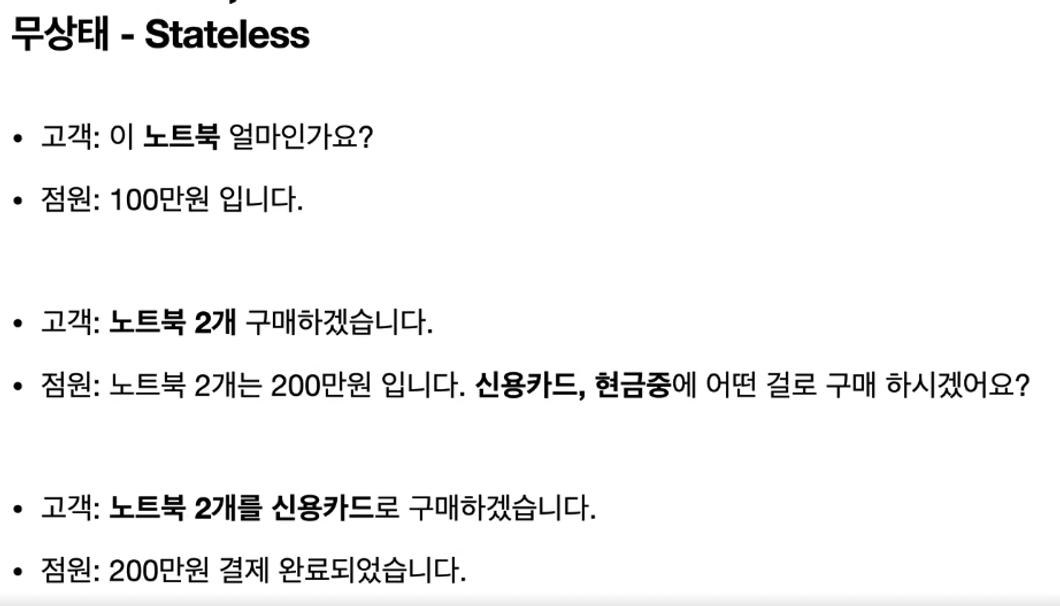 무상태 - Stateless
• 고객: 이 노트북 얼마인가요?
• 점원: 100만원 입니다.
• 고객: 노트북 2개 구매하겠습니다.
• 점원: 노트북 2개는 200만원 입니다. 신용카드, 현금중에 어떤 걸로 구매 하시겠어요?
• 고객: 노트북 2개를 신용카드로 구매하겠습니다.
• 점원: 200만원 결제 완료되었습니다.